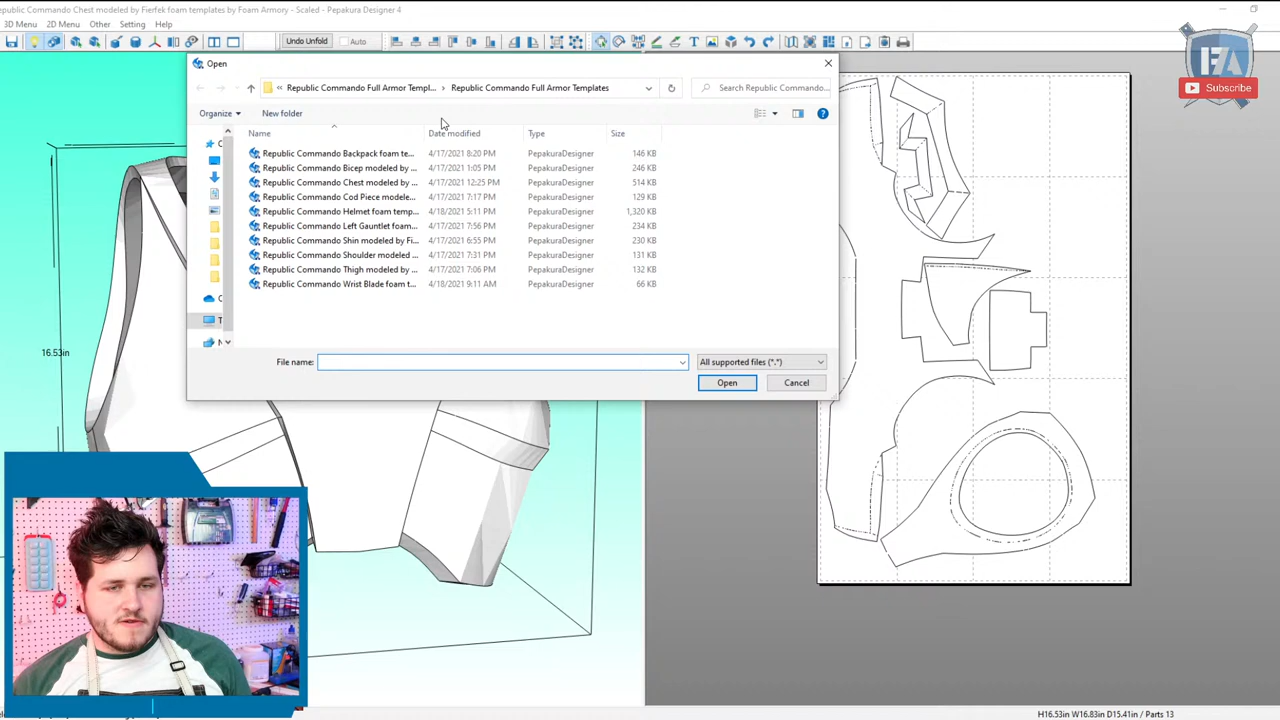 Republic Commando Chest modeled by Fierfek foam templates by Foam Armory - Scaled - Pepakura Designer 4
3D Menu 2D Menu Other Setting Help
Undo Unfold Auto
Subscribe
Open
« Republic Commando Full Armor Templ... › Republic Commando Full Armor Templates
Search Republic Commando...
Organize New folder
Name Date modified Type Size
Republic Commando Backpack foam te... 4/17/2021 8:20 PM PepakuraDesigner 146 KB
Republic Commando Bicep modeled by ... 4/17/2021 1:05 PM PepakuraDesigner 246 KB
Republic Commando Chest modeled by ... 4/17/2021 12:25 PM PepakuraDesigner 514 KB
Republic Commando Cod Piece modele... 4/17/2021 7:17 PM PepakuraDesigner 129 KB
Republic Commando Helmet foam temp... 4/18/2021 5:11 PM PepakuraDesigner 1,320 KB
Republic Commando Left Gauntlet foam... 4/17/2021 7:56 PM PepakuraDesigner 234 KB
Republic Commando Shin modeled by Fi... 4/17/2021 6:55 PM PepakuraDesigner 230 KB
Republic Commando Shoulder modeled ... 4/17/2021 7:31 PM PepakuraDesigner 131 KB
Republic Commando Thigh modeled by ... 4/17/2021 7:06 PM PepakuraDesigner 132 KB
Republic Commando Wrist Blade foam t... 4/18/2021 9:11 AM PepakuraDesigner 66 KB
16.53in
File name: All supported files (*.*)
Open Cancel
H16.53in W16.83in D15.41in / Parts 13